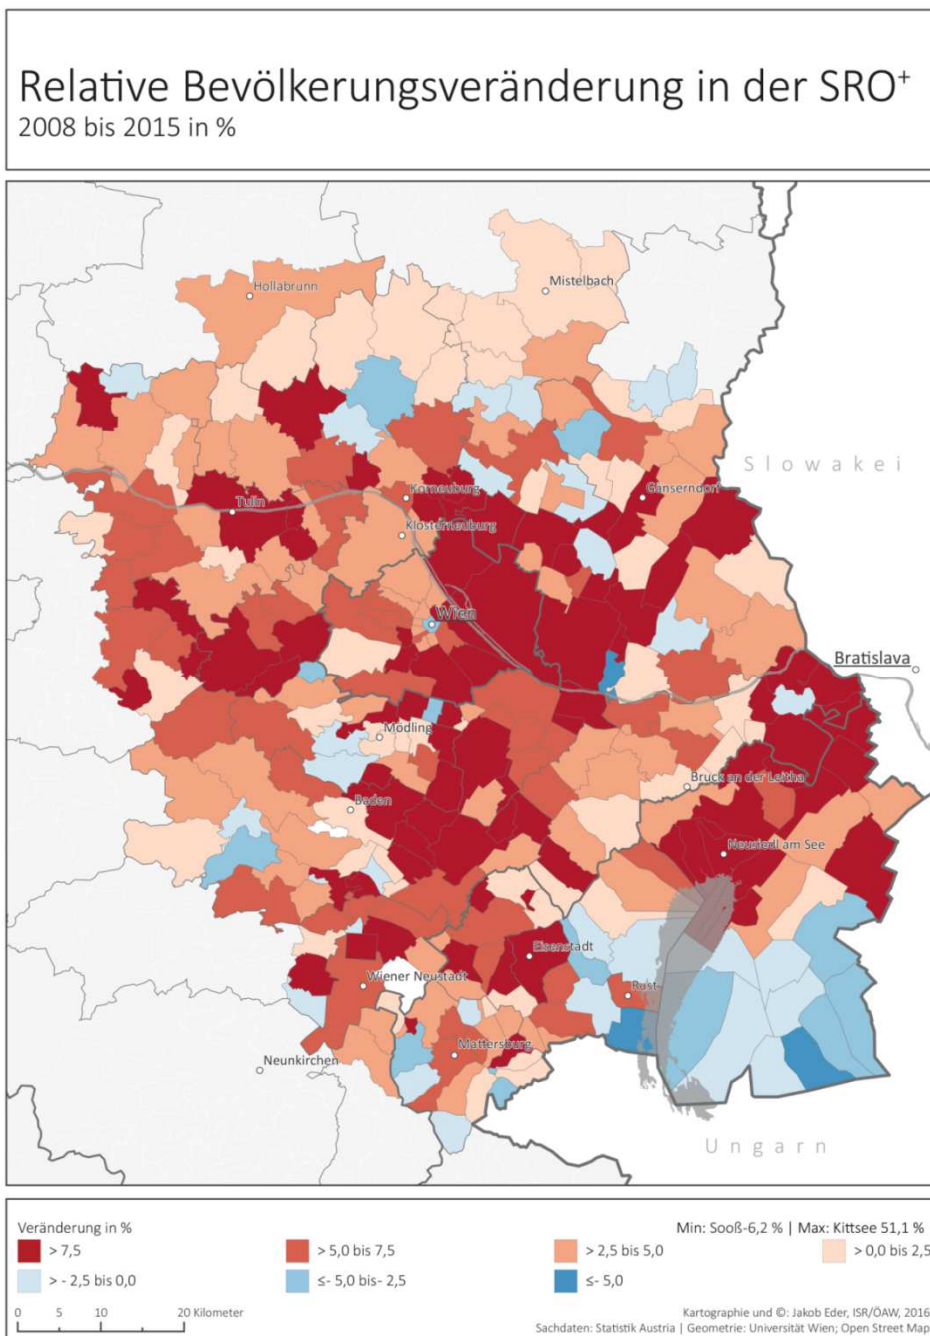 Relative Bevölkerungsveränderung in der SRO+
2008 bis 2015 in %
Hollabrunn
Mistelbach
Slowakei
Korneuburg
Gänserndorf
Tulln
Klosterneuburg
Wien
Bratislava
Mödling
Bruck an der Leitha
Baden
Neusiedl am See
Eisenstadt
Wiener Neustadt
Rust
Mattersburg
Neunkirchen
Ungarn
Veränderung in %
Min: Sooß-6,2 % | Max: Kittsee 51,1 %
> 7,5
> 5,0 bis 7,5
> 2,5 bis 5,0
> 0,0 bis 2,5
> - 2,5 bis 0,0
≤- 5,0 bis- 2,5
≤- 5,0
0 5 10 20 Kilometer
Kartographie und ©: Jakob Eder, ISR/ÖAW, 2016
Sachdaten: Statistik Austria | Geometrie: Universität Wien; Open Street Map